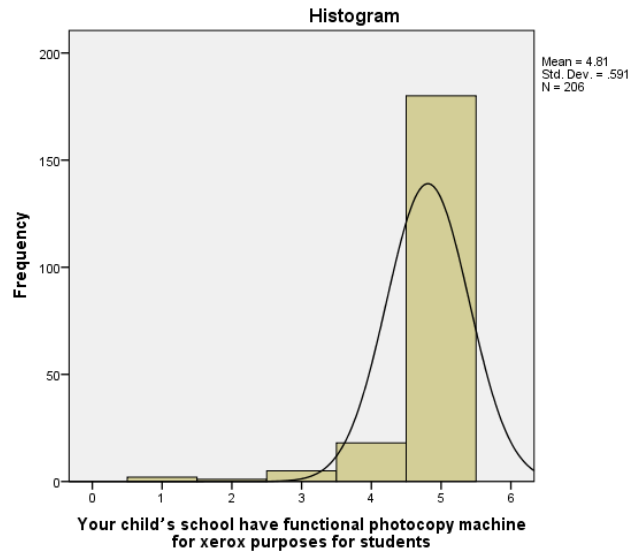 Histogram
Mean = 4.81
Std. Dev. = .591
N = 206
200
150
100
50
0
Frequency
0 1 2 3 4 5 6
Your child's school have functional photocopy machine
for xerox purposes for students